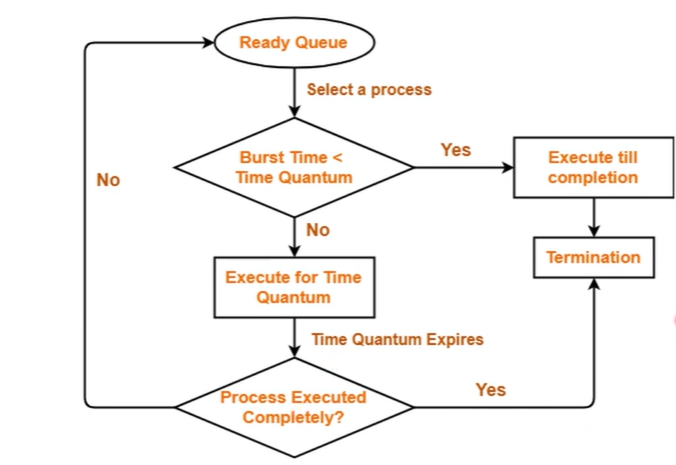 Ready Queue
Select a process
Burst Time <
Time Quantum
Yes
Execute till
completion
No
No
Termination
Execute for Time
Quantum
Time Quantum Expires
Process Executed
Completely?
Yes